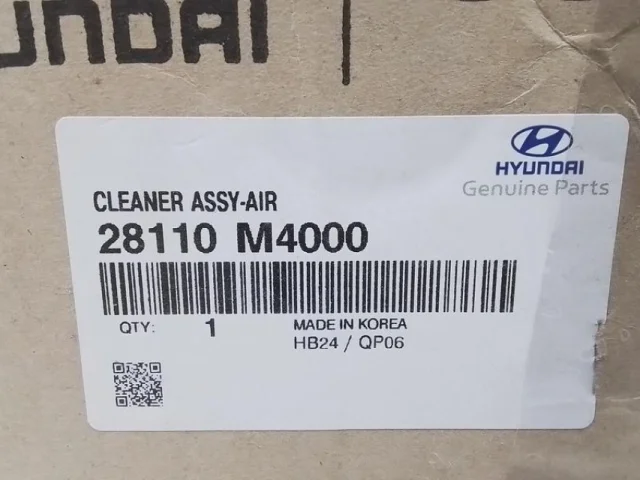 HYUNDAI
HYUNDAI
Genuine Parts
CLEANER ASSY-AIR
28110 M4000
QTY: 1 MADE IN KOREA
HB24 / QP06